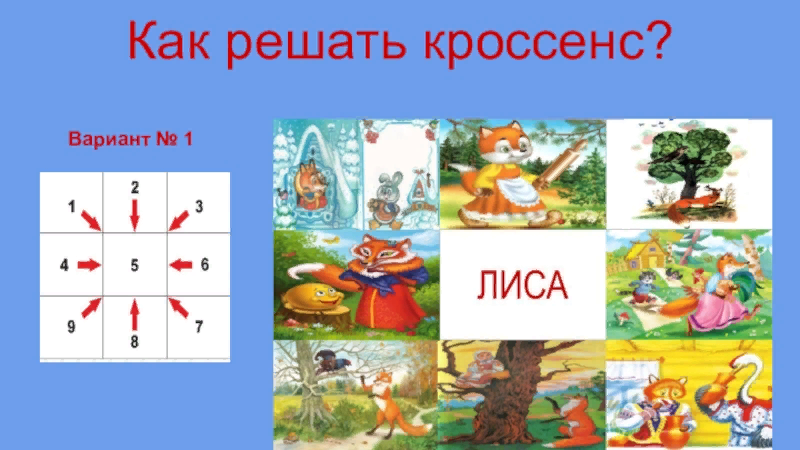 Как решать кроссенс?
Вариант № 1
1 2 3
4 5 6
9 8 7
ЛИСА